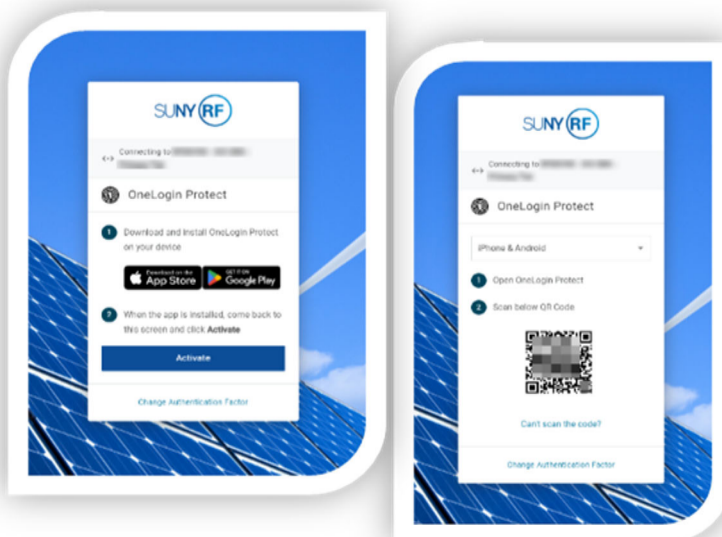 SUNY RF
Connecting to
OneLogin Protect
1 Download and Install OneLogin Protect
on your device
Download on the
App Store
GET IT ON
Google Play
2 When the app is installed, come back to
this screen and click Activate
Activate
Change Authentication Factor
SUNY RF
Connecting to
OneLogin Protect
iPhone & Android
1 Open OneLogin Protect
2 Scan below QR Code
Can't scan the code?
Change Authentication Factor